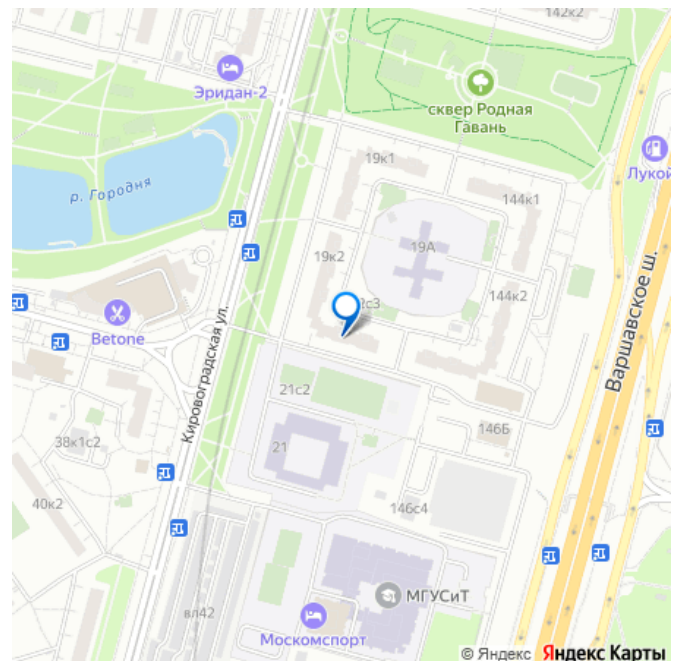 142к2
Эридан-2
сквер Родная
Гавань
Лукой
р. Городня
19к1
144к1
19к2
19А
2с3
144к2
Варшавское ш.
Betone
Кировоградская ул.
21с2
146Б
38к1с2
21
40к2
146с4
вл42
МГУСиТ
Москомспорт
© Яндекс Яндекс Карты